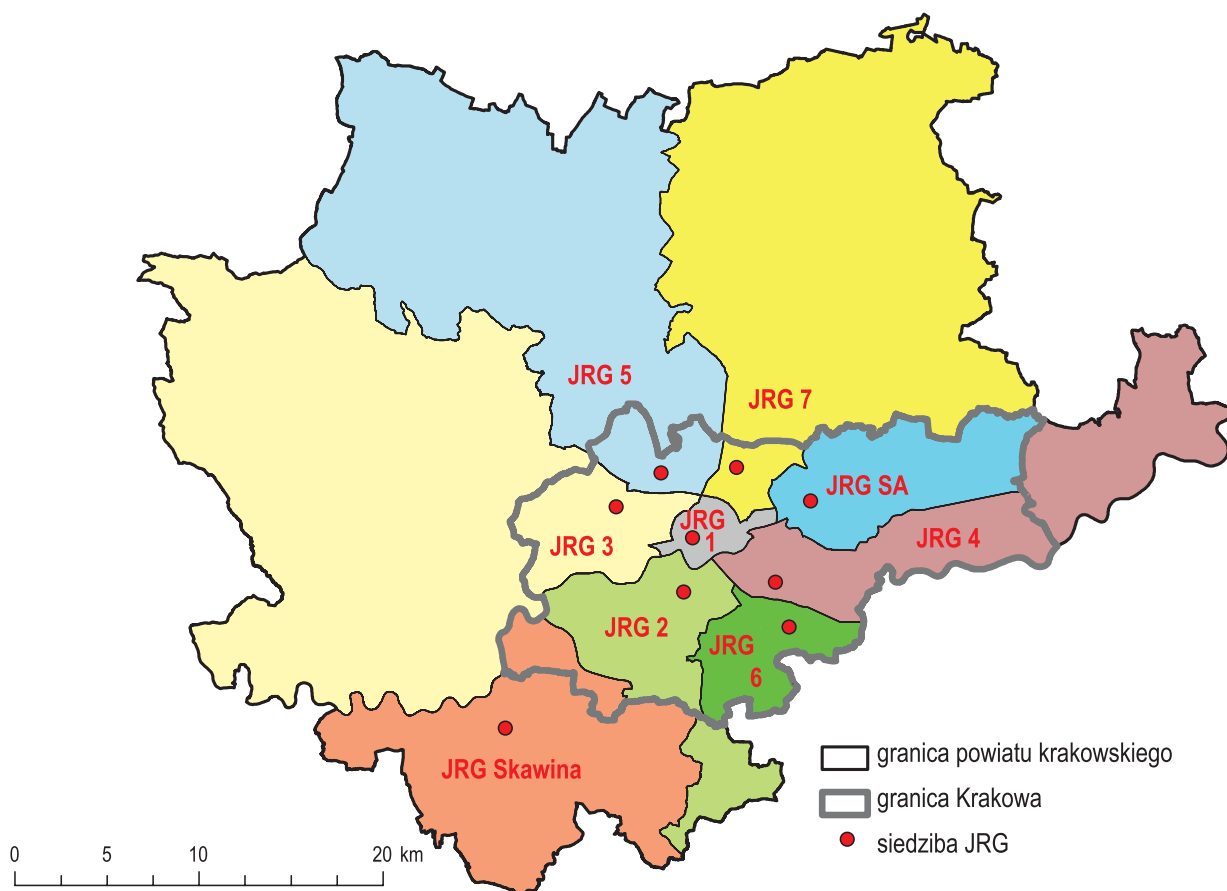 JRG 5
JRG 7
JRG SA
JRG
1
JRG 3
JRG 4
JRG 2
JRG
6
JRG Skawina
granica powiatu krakowskiego
granica Krakowa
siedziba JRG
0 5 10 20 km